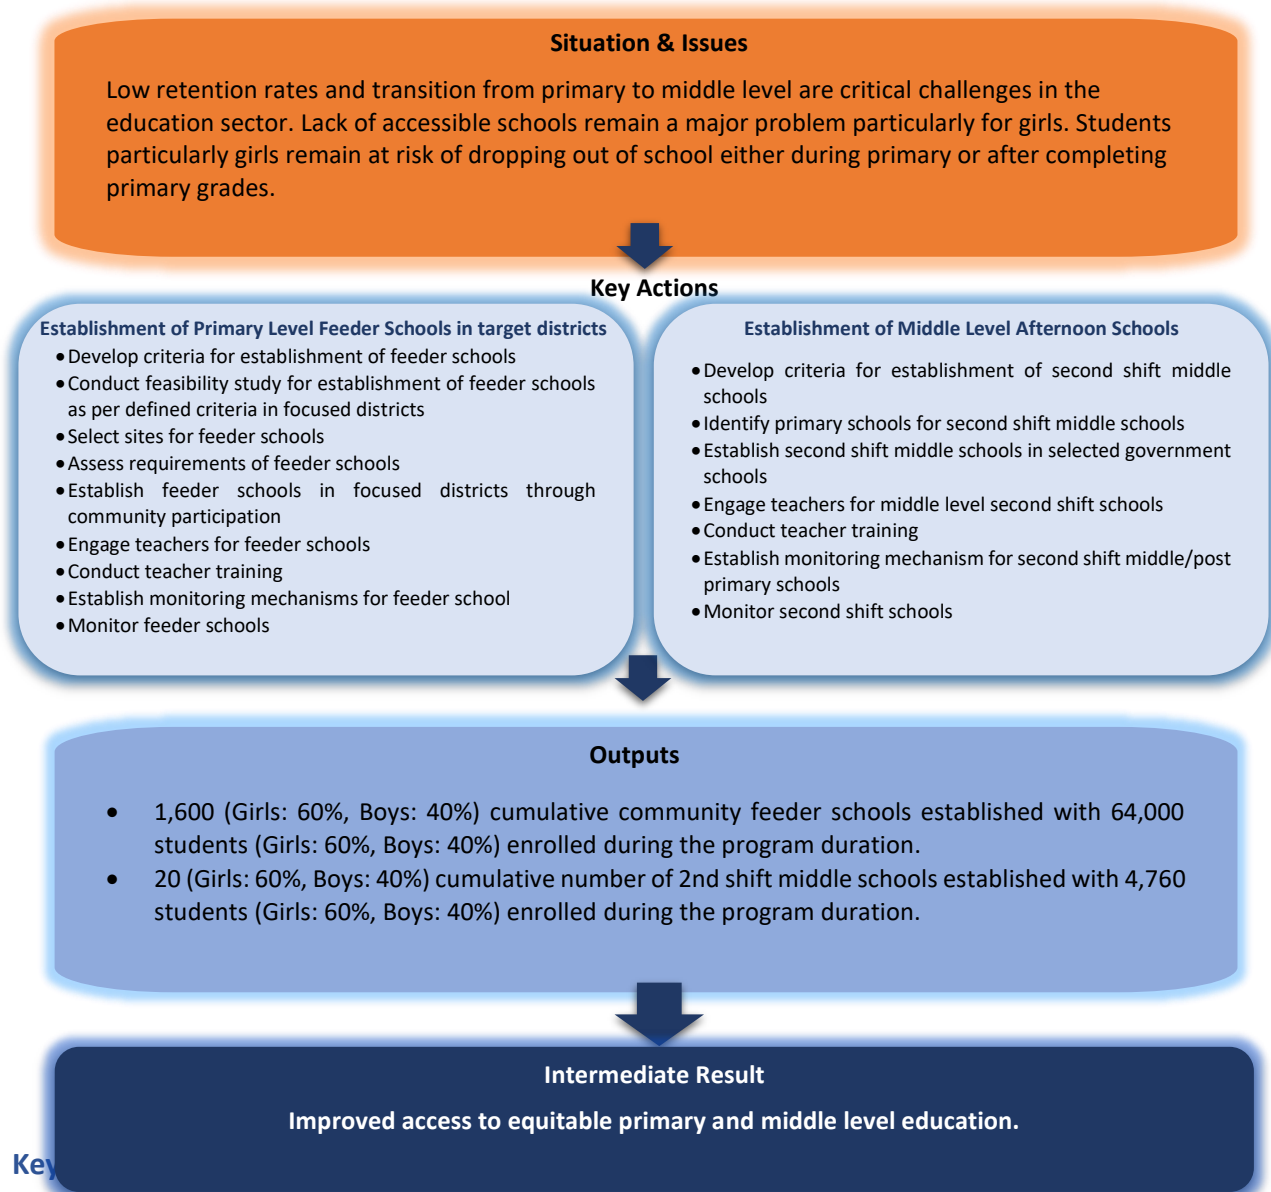 Situation & Issues
Low retention rates and transition from primary to middle level are critical challenges in the
education sector. Lack of accessible schools remain a major problem particularly for girls. Students
particularly girls remain at risk of dropping out of school either during primary or after completing
primary grades.
Key Actions
Establishment of Primary Level Feeder Schools in target districts
• Develop criteria for establishment of feeder schools
• Conduct feasibility study for establishment of feeder schools
as per defined criteria in focused districts
• Select sites for feeder schools
• Assess requirements of feeder schools
• Establish feeder schools in focused districts through
community participation
• Engage teachers for feeder schools
• Conduct teacher training
• Establish monitoring mechanisms for feeder school
• Monitor feeder schools
Establishment of Middle Level Afternoon Schools
• Develop criteria for establishment of second shift middle
schools
• Identify primary schools for second shift middle schools
• Establish second shift middle schools in selected government
schools
• Engage teachers for middle level second shift schools
• Conduct teacher training
• Establish monitoring mechanism for second shift middle/post
primary schools
• Monitor second shift schools
Outputs
• 1,600 (Girls: 60%, Boys: 40%) cumulative community feeder schools established with 64,000
students (Girls: 60%, Boys: 40%) enrolled during the program duration.
• 20 (Girls: 60%, Boys: 40%) cumulative number of 2nd shift middle schools established with 4,760
students (Girls: 60%, Boys: 40%) enrolled during the program duration.
Intermediate Result
Improved access to equitable primary and middle level education.
Key